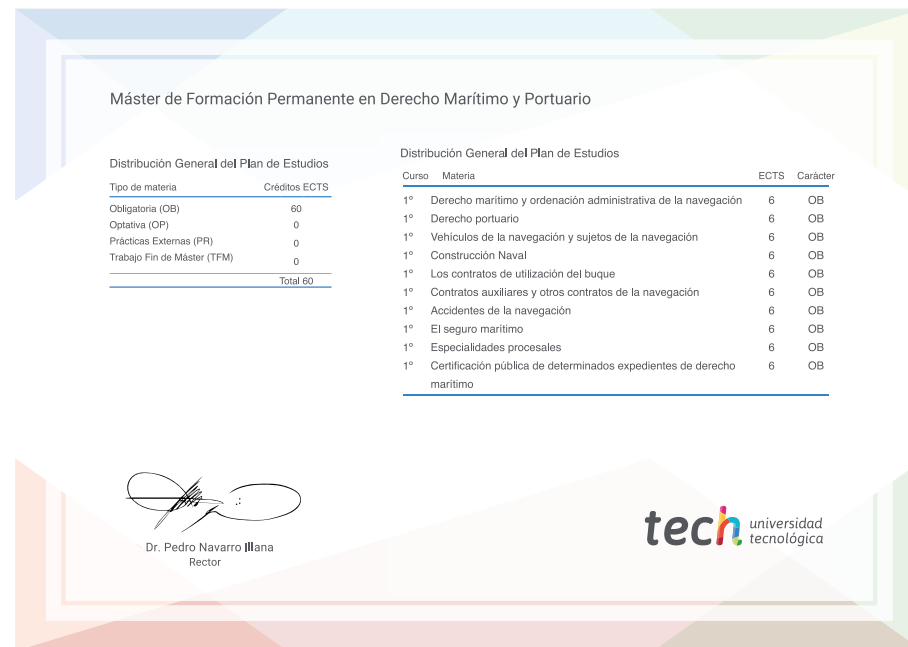 Máster de Formación Permanente en Derecho Marítimo y Portuario
Distribución General del Plan de Estudios
Tipo de materia Créditos ECTS
Obligatoria (OB) 60
Optativa (OP) 0
Prácticas Externas (PR) 0
Trabajo Fin de Máster (TFM) 0
Total 60
Distribución General del Plan de Estudios
Curso Materia ECTS Carácter
1º Derecho marítimo y ordenación administrativa de la navegación 6 OB
1º Derecho portuario 6 OB
1º Vehículos de la navegación y sujetos de la navegación 6 OB
1º Construcción Naval 6 OB
1º Los contratos de utilización del buque 6 OB
1º Contratos auxiliares y otros contratos de la navegación 6 OB
1º Accidentes de la navegación 6 OB
1º El seguro marítimo 6 OB
1º Especialidades procesales 6 OB
1º Certificación pública de determinados expedientes de derecho 6 OB
marítimo
Dr. Pedro Navarro Illana
Rector
tech universidad
tecnológica